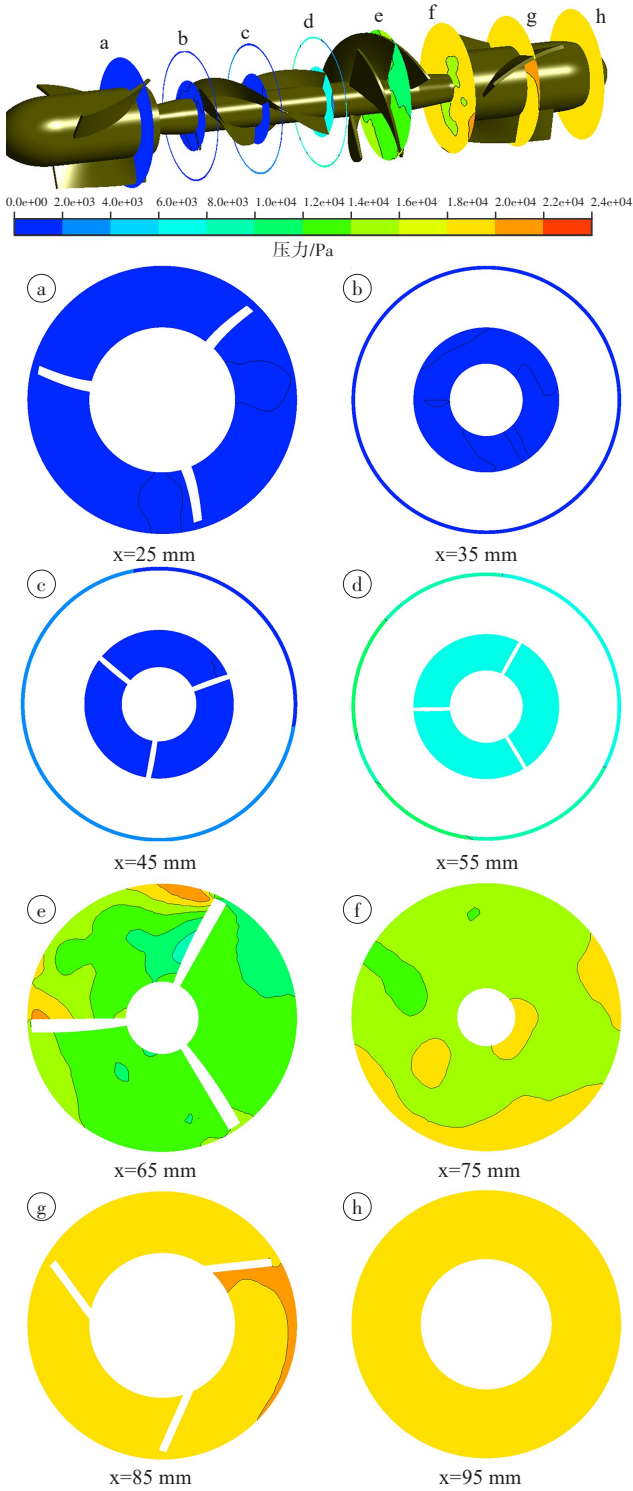 a b c d e f g h
0.0e+00 2.0e+03 4.0e+03 6.0e+03 8.0e+03 1.0e+04 1.2e+04 1.4e+04 1.6e+04 1.8e+04 2.0e+04 2.2e+04 2.4e+04
压力/Pa
a b
x=25 mm x=35 mm
c d
x=45 mm x=55 mm
e f
x=65 mm x=75 mm
g h
x=85 mm x=95 mm